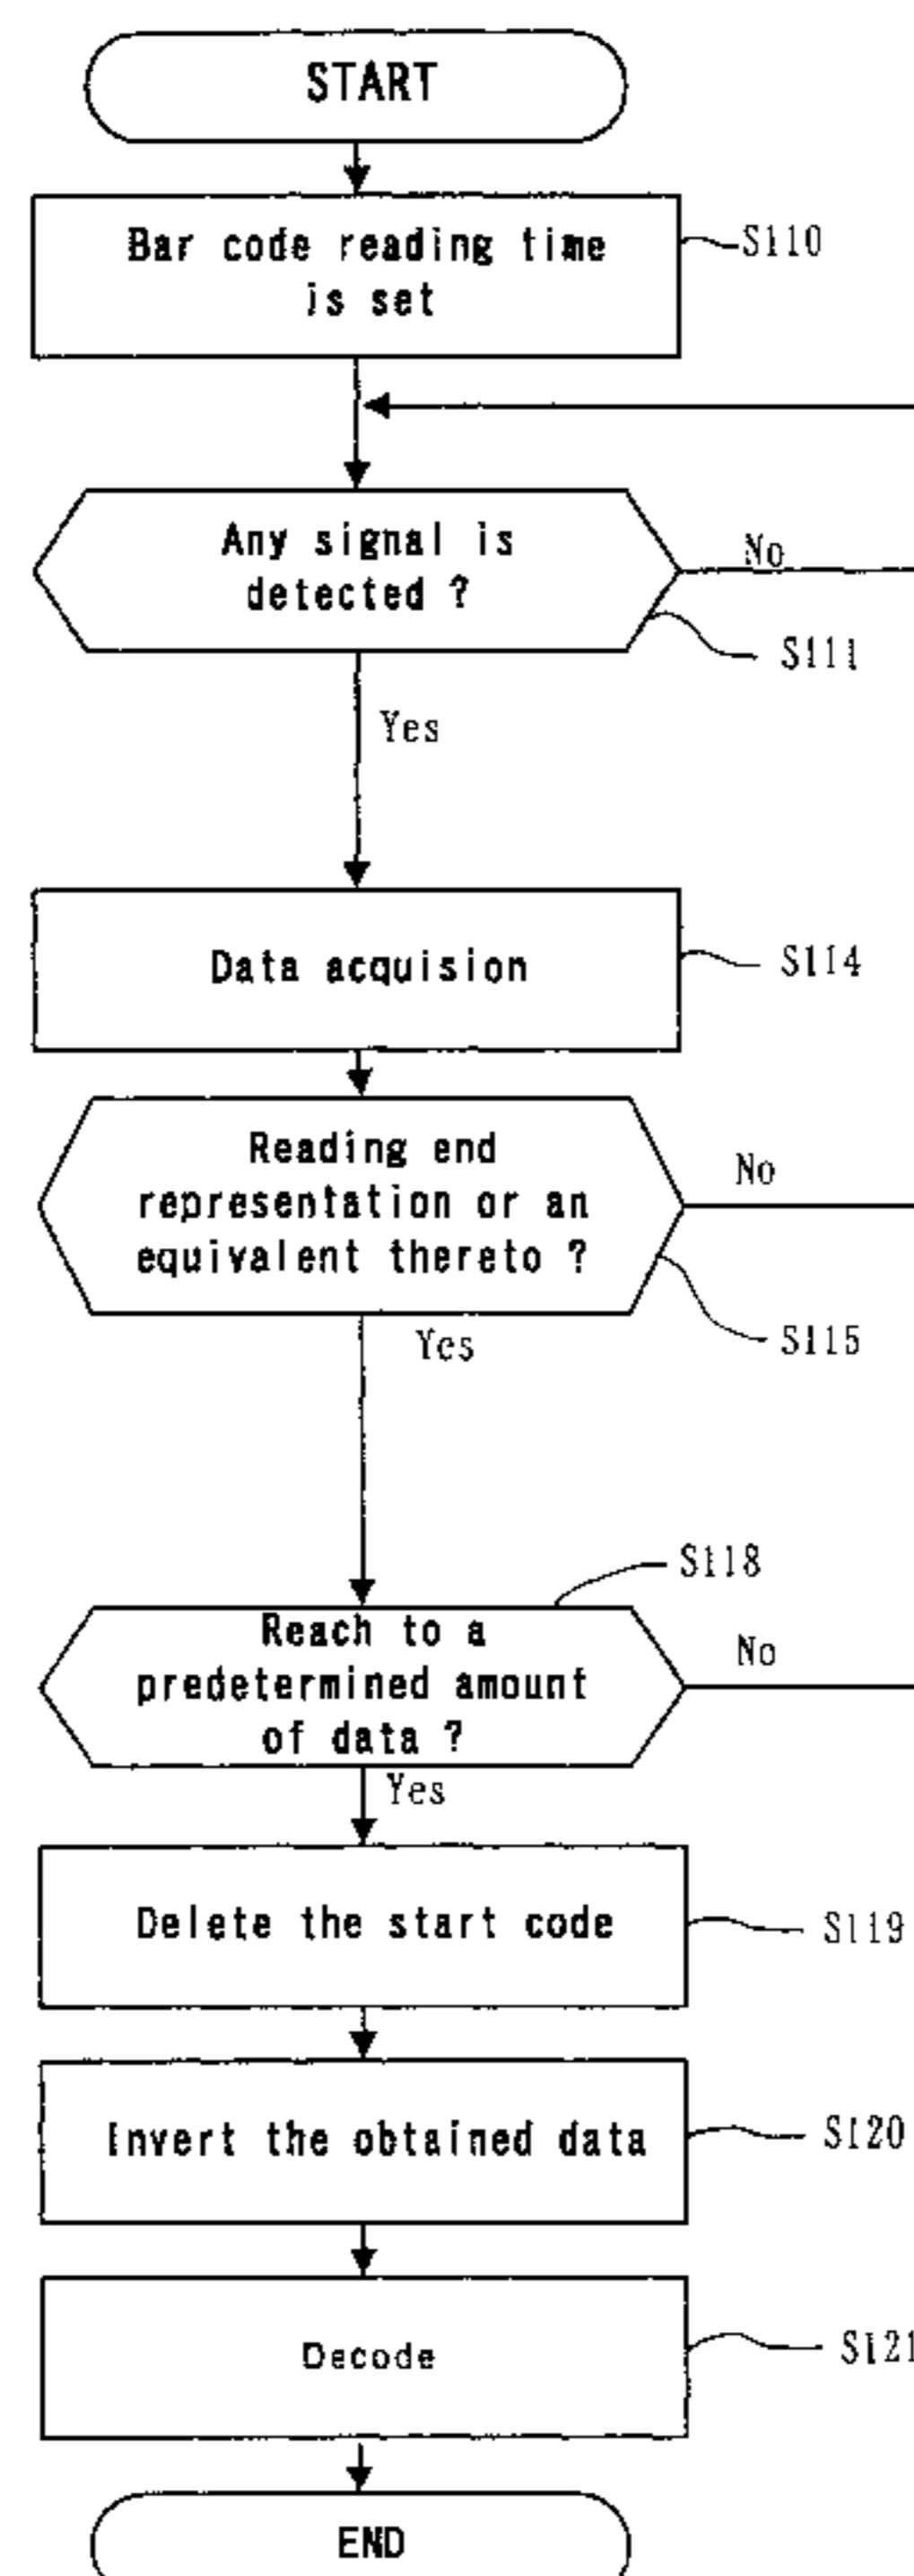 START
Bar code reading time
is set
S110
Any signal is
detected ?
No
S111
Yes
Data acquision
S114
Reading end
representation or an
equivalent thereto ?
No
S115
Yes
S118
Reach to a
predetermined amount
of data ?
No
Yes
Delete the start code
S119
Invert the obtained data
S120
Decode
S121
END